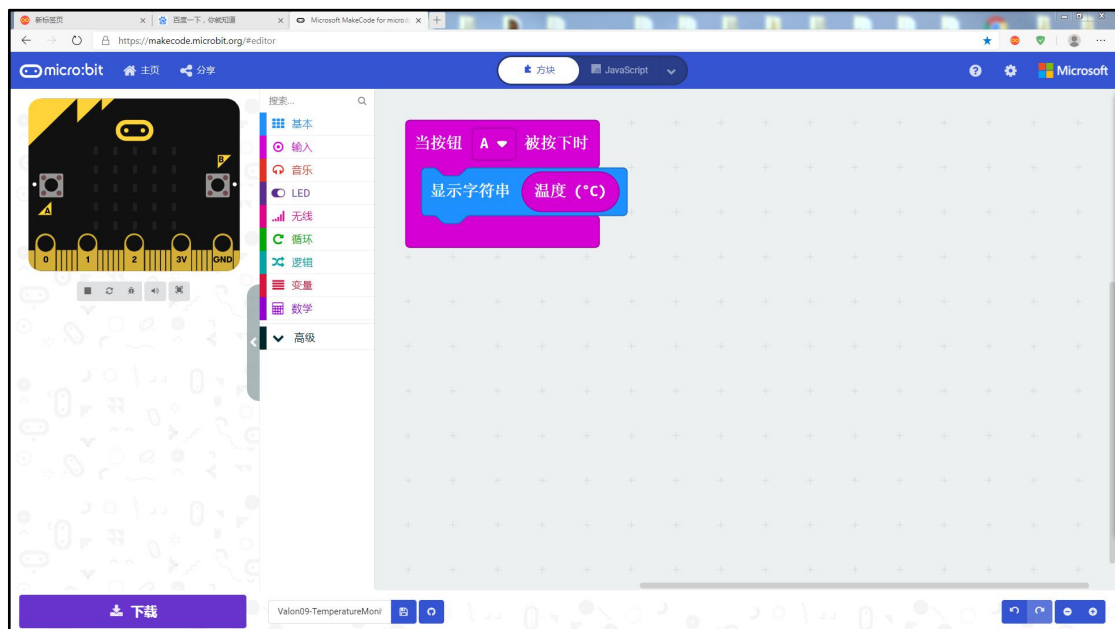 新标签页
百度一下，你就知道
Microsoft MakeCode for micro:b
https://makecode.microbit.org/#editor
micro:bit 主页 分享 方块 JavaScript Microsoft
搜索...
基本
输入
音乐
LED
无线
循环
逻辑
变量
数学
高级
A
B
0 1 2 3V GND
当按钮 A 被按下时
显示字符串 温度 (°C)
下载
Valon09-TemperatureMoni